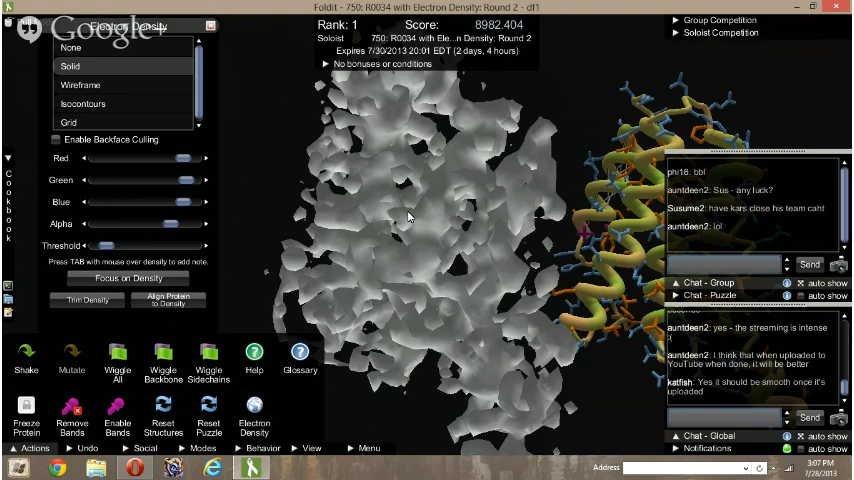 Foldit - 750: R0034 with Electron Density: Round 2 - df1
Google+
Electron Density
None
Solid
Wireframe
Isocontours
Grid
Enable Backface Culling
Red
Green
Blue
Alpha
Threshold
Press TAB with mouse over density to add note.
Focus on Density
Trim Density
Align Protein
to Density
Cookbook
Rank: 1 Score: 8982.404
Soloist 750: R0034 with Ele...n Density: Round 2
Expires 7/30/2013 20:01 EDT (2 days, 4 hours)
No bonuses or conditions
Group Competition
Soloist Competition
phi16: bbl
auntdeen2: Sus - any luck?
Susume2: have kars close his team caht
auntdeen2: lol
Send
Chat - Group auto show
Chat - Puzzle auto show
auntdeen2: yes - the streaming is intense
:(
auntdeen2: I think that when uploaded to
YouTube when done, it will be better
katfish: Yes it should be smooth once it's
uploaded
Send
Chat - Global auto show
Notifications auto show
Shake
Mutate
Wiggle
All
Wiggle
Backbone
Wiggle
Sidechains
Help
Glossary
Freeze
Protein
Remove
Bands
Enable
Bands
Reset
Structures
Reset
Puzzle
Electron
Density
Actions
Undo
Social
Modes
Behavior
View
Menu
Address
3:07 PM
7/28/2013